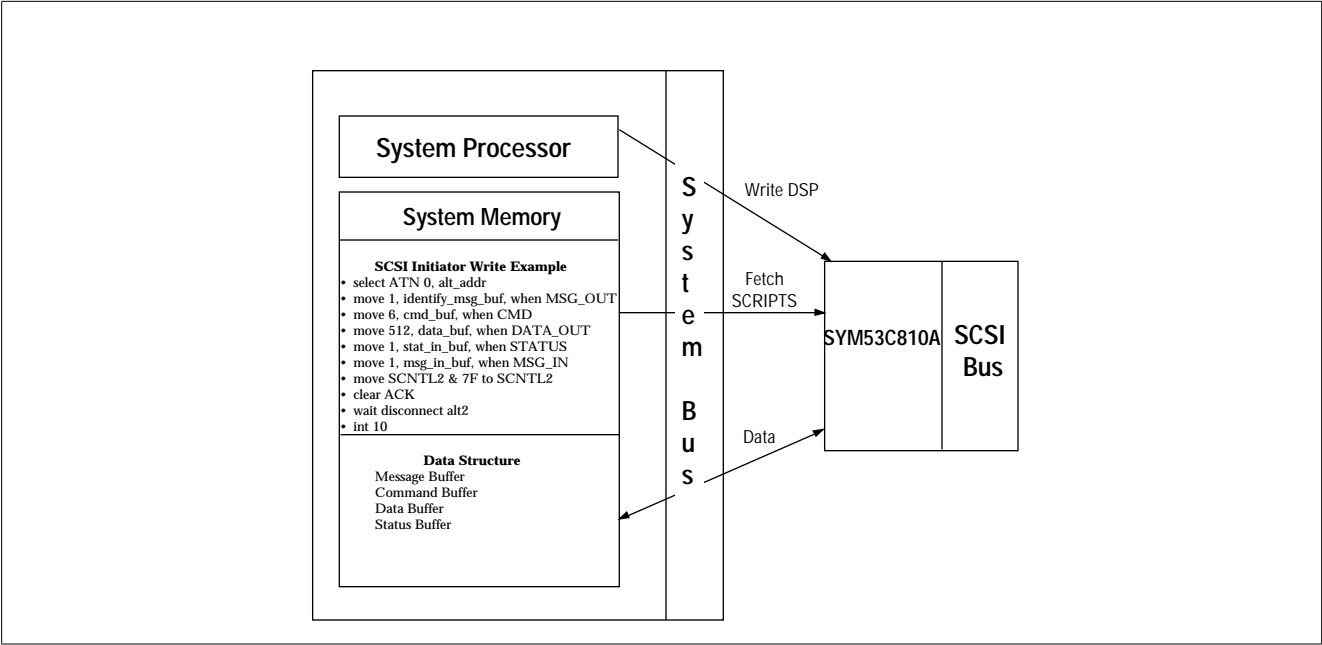 System Processor
System Memory
SCSI Initiator Write Example
• select ATN 0, alt_addr
• move 1, identify_msg_buf, when MSG_OUT
• move 6, cmd_buf, when CMD
• move 512, data_buf, when DATA_OUT
• move 1, stat_in_buf, when STATUS
• move 1, msg_in_buf, when MSG_IN
• move SCNTL2 & 7F to SCNTL2
• clear ACK
• wait disconnect alt2
• int 10
Data Structure
Message Buffer
Command Buffer
Data Buffer
Status Buffer
System Bus
Write DSP
Fetch
SCRIPTS
Data
SYM53C810A
SCSI
Bus